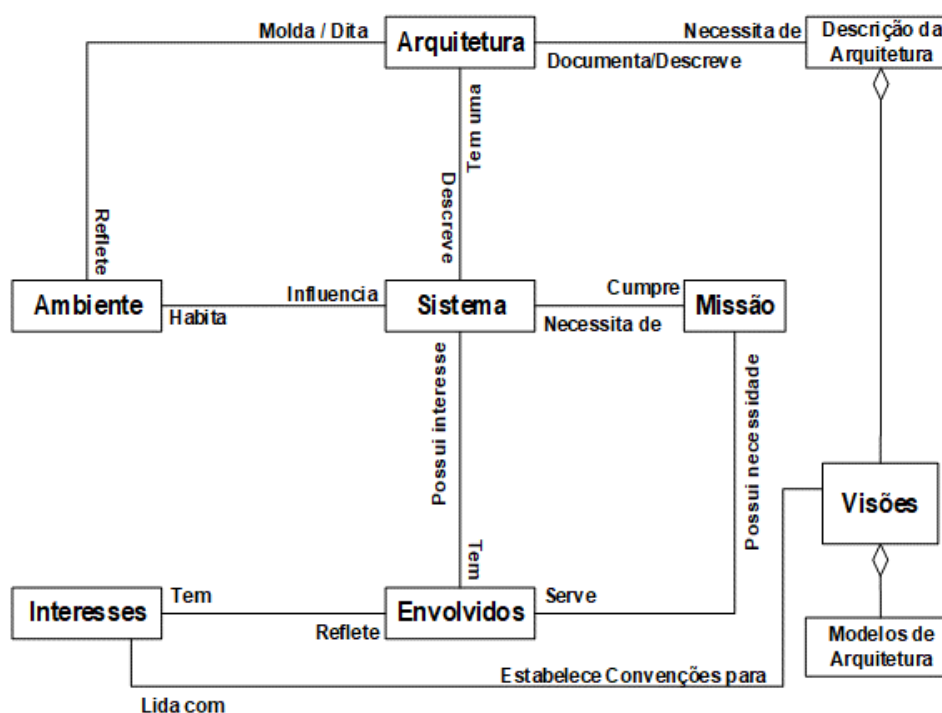 Molda / Dita
Arquitetura
Necessita de
Descrição da
Arquitetura
Documenta/Descreve
Tem uma
Descreve
Reflete
Ambiente
Influencia
Habita
Sistema
Cumpre
Necessita de
Missão
Possui interesse
Tem
Possui necessidade
Visões
Interesses
Tem
Reflete
Envolvidos
Serve
Modelos de
Arquitetura
Estabelece Convenções para
Lida com